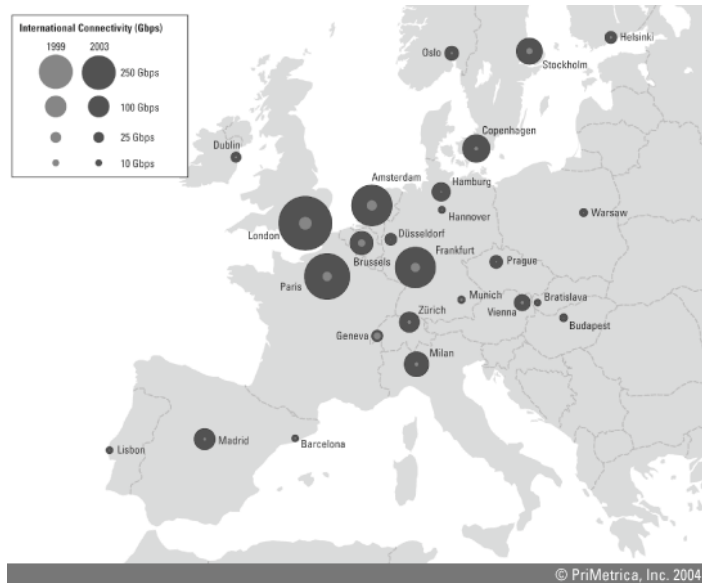 International Connectivity (Gbps)
1999 2003
250 Gbps
100 Gbps
25 Gbps
10 Gbps
Helsinki
Oslo
Stockholm
Copenhagen
Dublin
Amsterdam
Hamburg
Hannover
Warsaw
London
Düsseldorf
Brussels
Frankfurt
Prague
Paris
Munich
Bratislava
Vienna
Zürich
Budapest
Geneva
Milan
Madrid
Barcelona
Lisbon
© PriMetrica, Inc. 2004